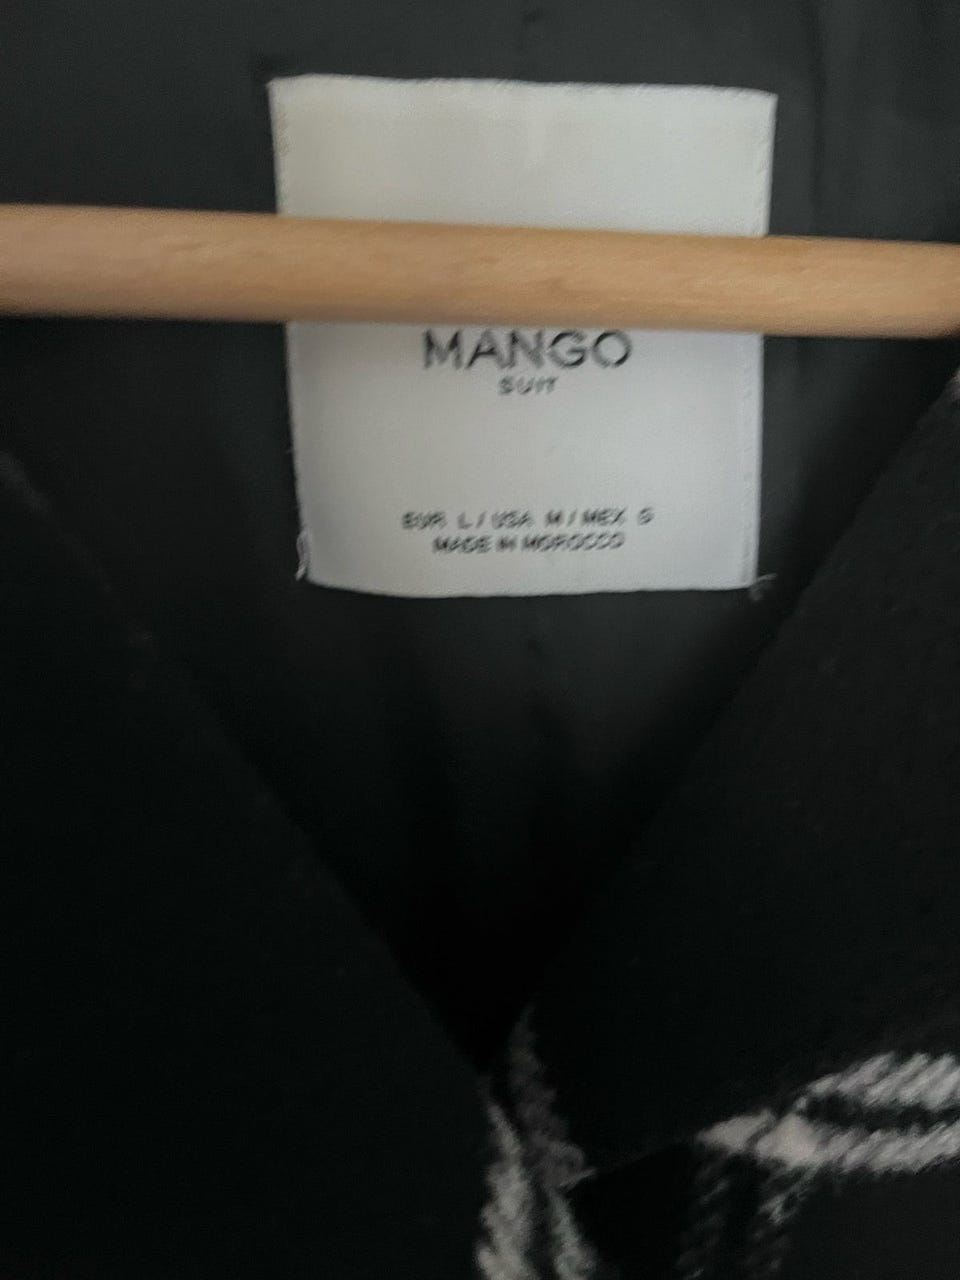 MANGO
SUIT
EUR L / USA M / MEX G
MADE IN MOROCCO